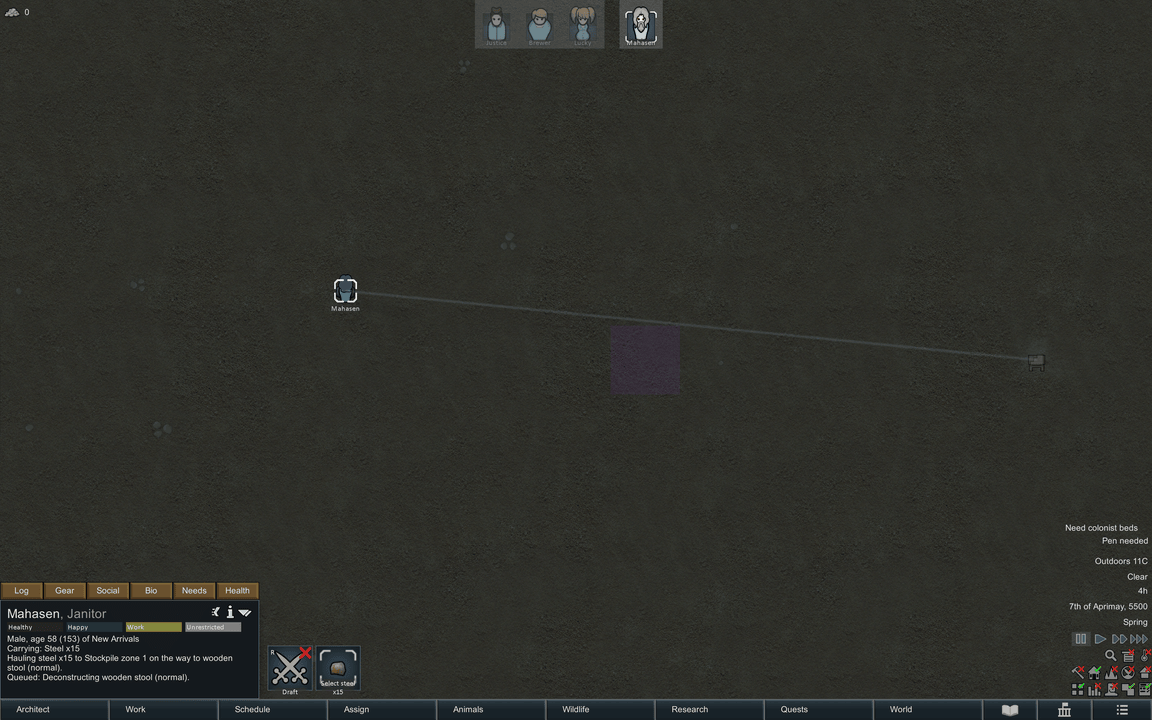 0
Justice
Brewer
Lucky
Mahasen
Mahasen
Need colonist beds
Pen needed
Outdoors 11C
Clear
4h
7th of Aprimay, 5500
Spring
Log
Gear
Social
Bio
Needs
Health
Mahasen, Janitor
Healthy
Happy
Work
Unrestricted
Male, age 58 (153) of New Arrivals
Carrying: Steel x15
Hauling steel x15 to Stockpile zone 1 on the way to wooden
stool (normal).
Queued: Deconstructing wooden stool (normal).
R
Draft
Select steel
x15
Architect
Work
Schedule
Assign
Animals
Wildlife
Research
Quests
World